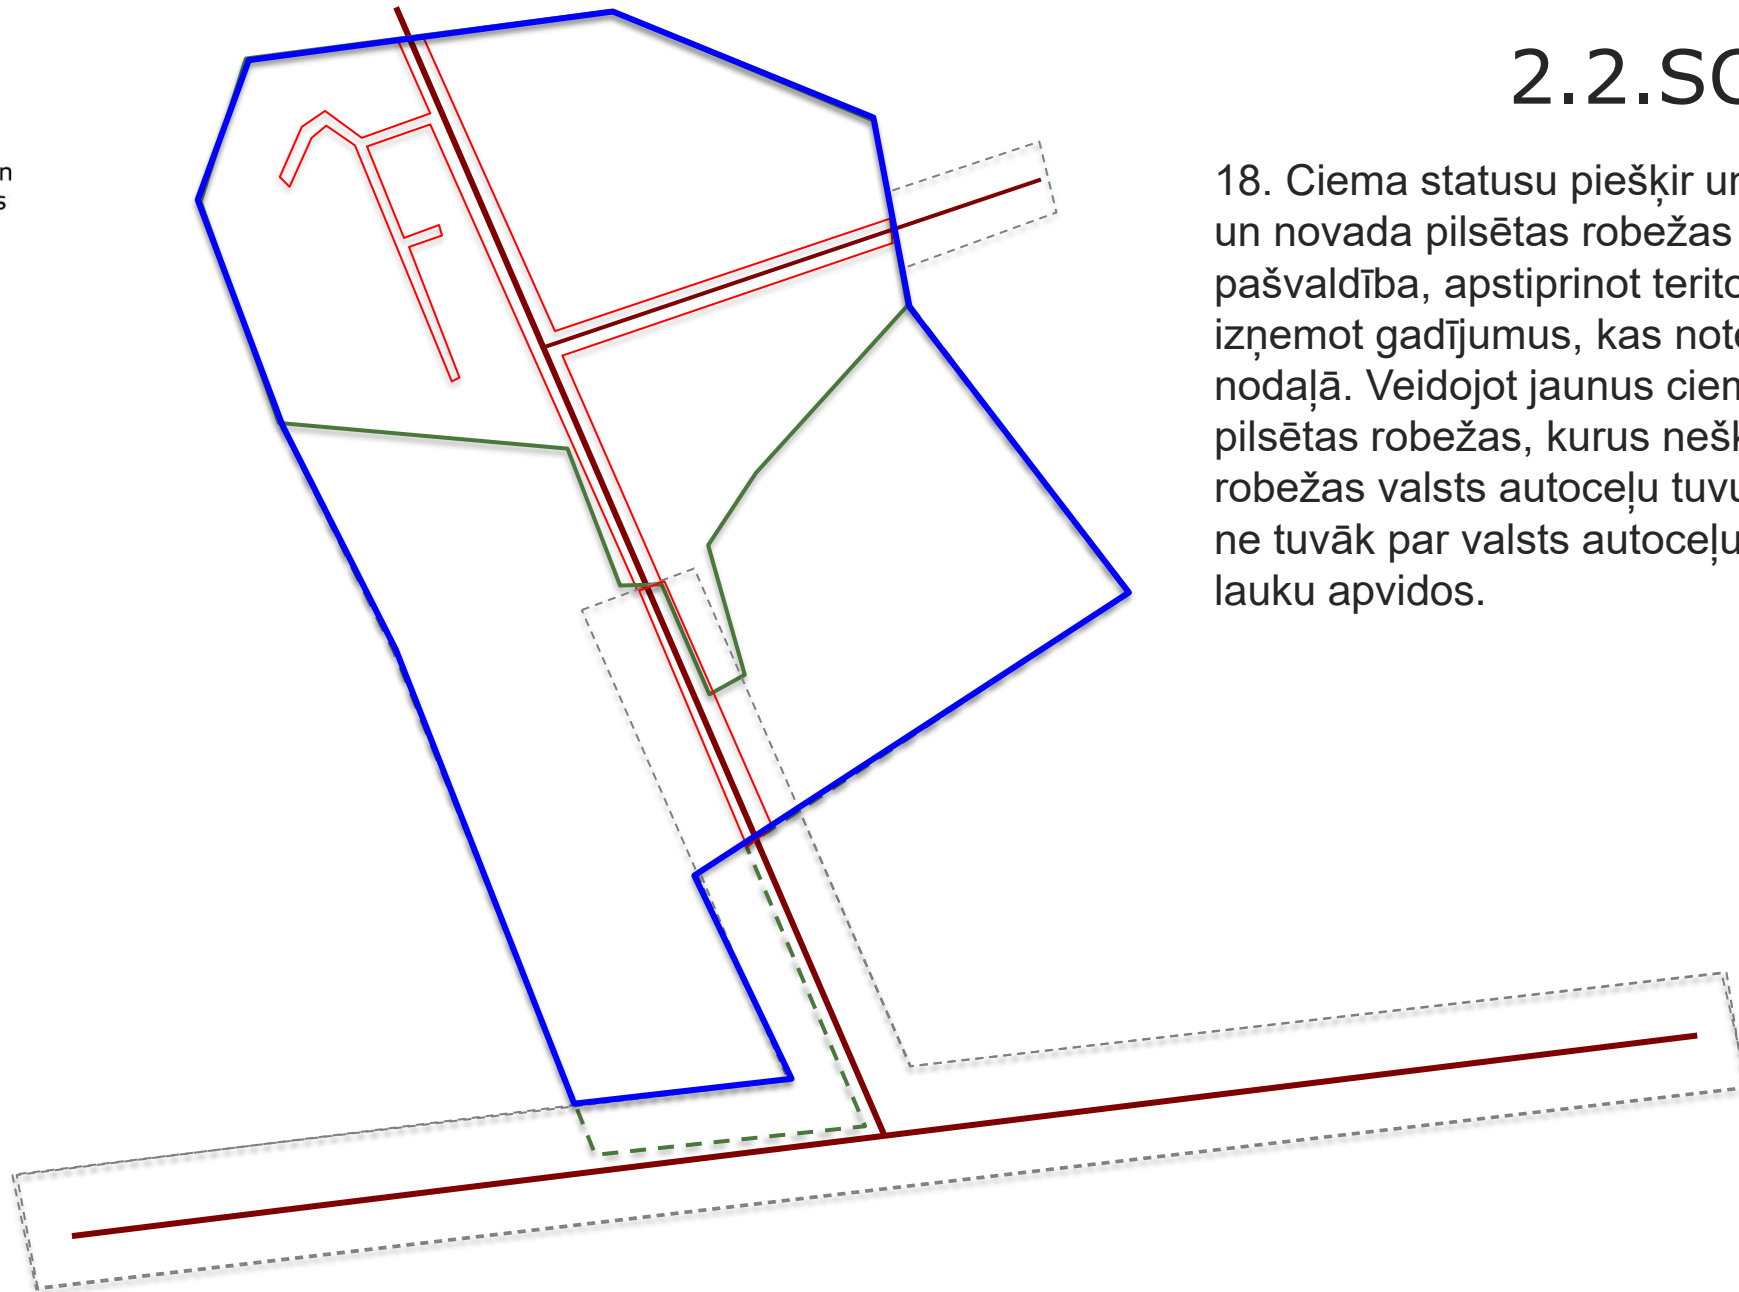 2.2.SC
n
s
18. Ciema statusu piešķir un
un novada pilsētas robežas
pašvaldība, apstiprinot terito
izņemot gadījumus, kas note
nodaļā. Veidojot jaunus ciem
pilsētas robežas, kurus nešķ
robežas valsts autoceļu tuvu
ne tuvāk par valsts autoceļu
lauku apvidos.